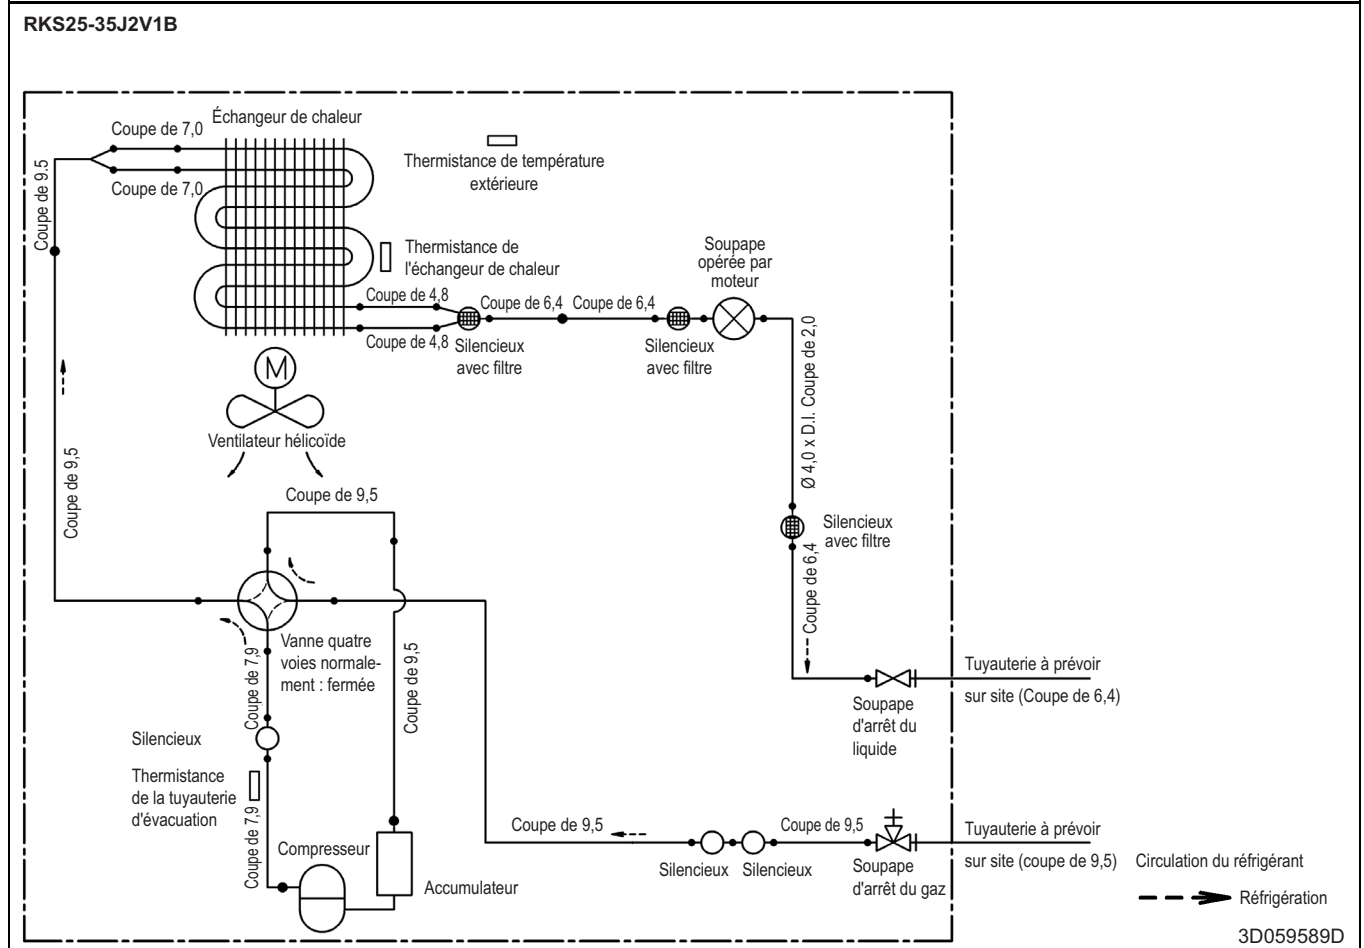 RKS25-35J2V1B
Échangeur de chaleur
Coupe de 7,0
Coupe de 7,0
Coupe de 9.5
Thermistance de température
extérieure
Thermistance de
l'échangeur de chaleur
Soupape
opérée par
moteur
Coupe de 4,8
Coupe de 6,4
Coupe de 6,4
Coupe de 4,8
Silencieux
avec filtre
Silencieux
avec filtre
M
Ventilateur hélicoïde
Ø 4,0 x D.I. Coupe de 2,0
Coupe de 9,5
Coupe de 9,5
Silencieux
avec filtre
Coupe de 6,4
Vanne quatre
voies normale-
ment : fermée
Coupe de 7,9
Coupe de 9,5
Tuyauterie à prévoir
sur site (Coupe de 6,4)
Soupape
d'arrêt du
liquide
Silencieux
Thermistance
de la tuyauterie
d'évacuation
Coupe de 7,9
Compresseur
Accumulateur
Coupe de 9,5
Coupe de 9,5
Silencieux
Silencieux
Soupape
d'arrêt du gaz
Tuyauterie à prévoir
sur site (coupe de 9,5)
Circulation du réfrigérant
Réfrigération
3D059589D